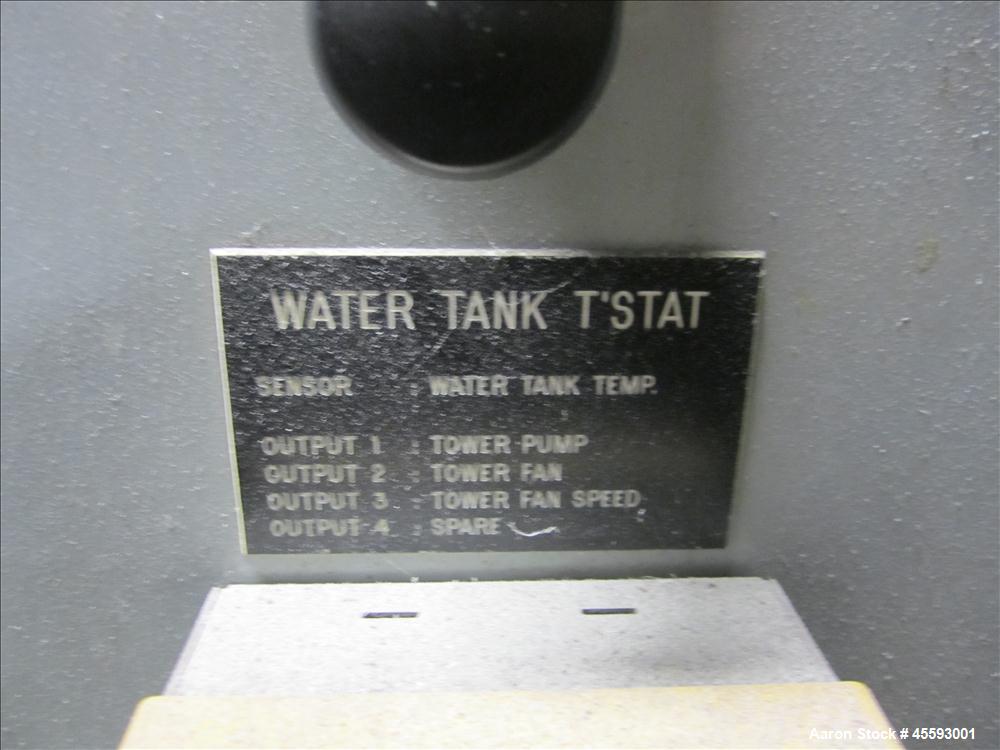 WATER TANK T'STAT
SENSOR : WATER TANK TEMP.
OUTPUT 1 : TOWER PUMP
OUTPUT 2 : TOWER FAN
OUTPUT 3 : TOWER FAN SPEED
OUTPUT 4 : SPARE
Aaron Stock # 45593001